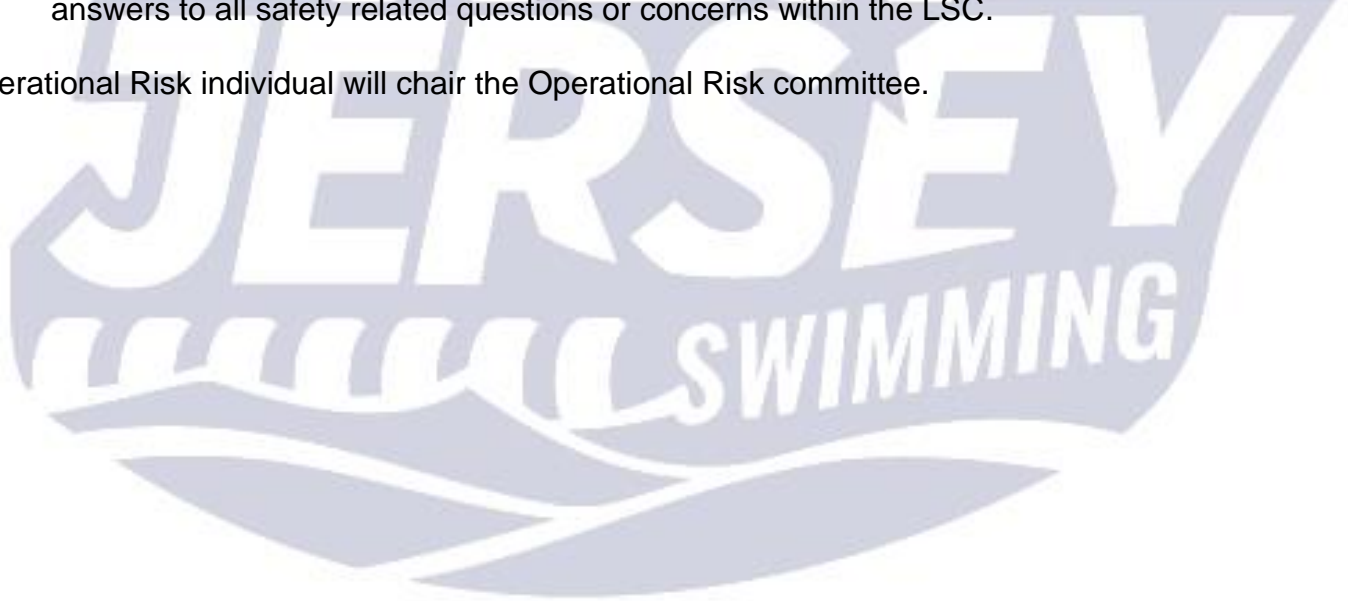 answers to all safety related questions or concerns within the LSC.
erational Risk individual will chair the Operational Risk committee.
JERSEY
SWIMMING